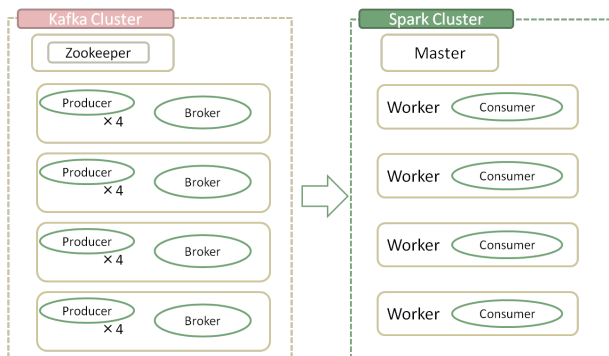 Kafka Cluster
Zookeeper
Producer
×4
Broker
Producer
×4
Broker
Producer
×4
Broker
Producer
×4
Broker
Spark Cluster
Master
Worker Consumer
Worker Consumer
Worker Consumer
Worker Consumer